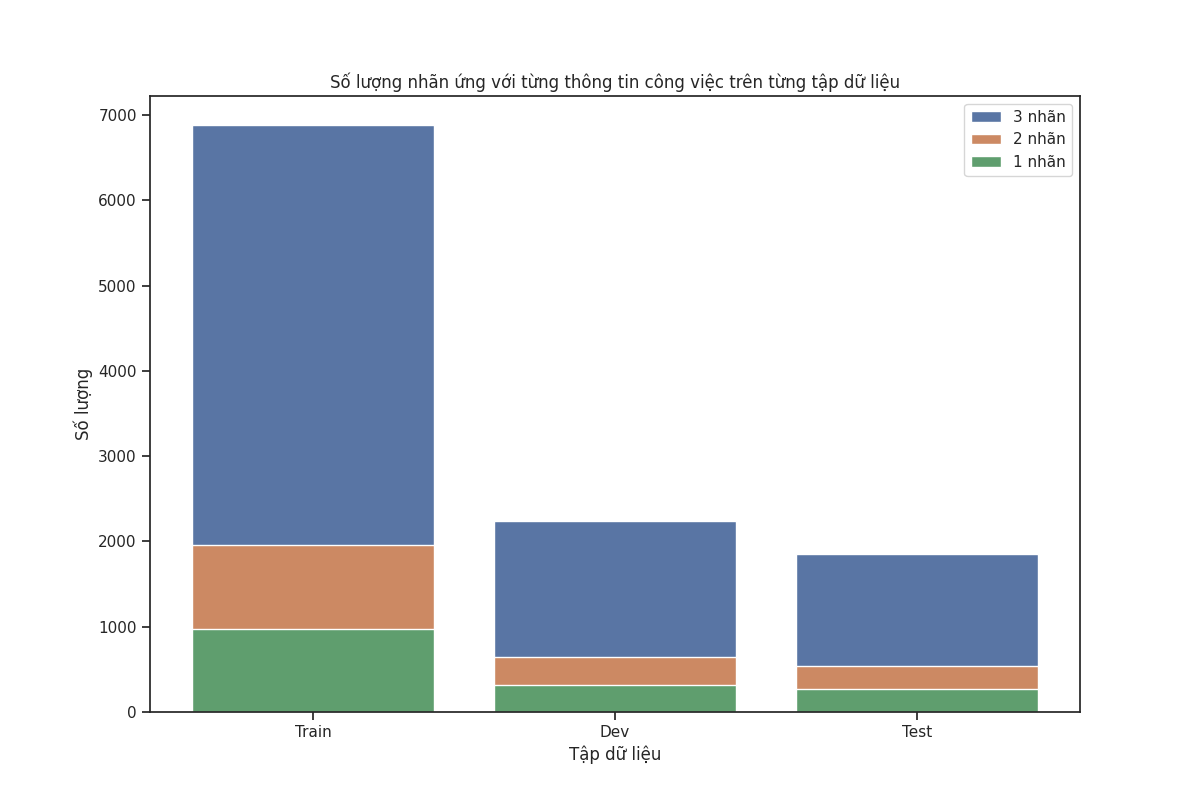 Số lượng nhãn ứng với từng thông tin công việc trên từng tập dữ liệu
3 nhãn
2 nhãn
1 nhãn
7000
6000
5000
4000
3000
2000
1000
0
Số lượng
Train
Dev
Test
Tập dữ liệu